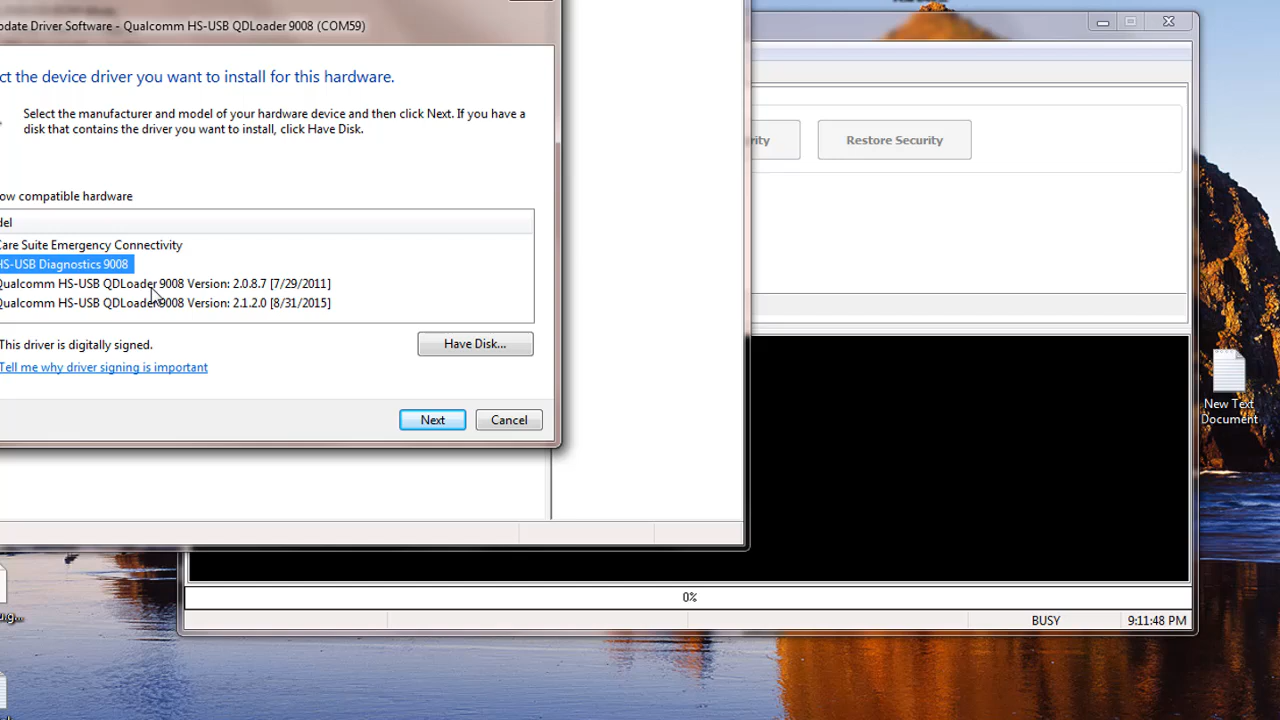 pdate Driver Software - Qualcomm HS-USB QDLoader 9008 (COM59)
ct the device driver you want to install for this hardware.
Select the manufacturer and model of your hardware device and then click Next. If you have a
disk that contains the driver you want to install, click Have Disk.
ow compatible hardware
del
Care Suite Emergency Connectivity
HS-USB Diagnostics 9008
Qualcomm HS-USB QDLoader 9008 Version: 2.0.8.7 [7/29/2011]
Qualcomm HS-USB QDLoader 9008 Version: 2.1.2.0 [8/31/2015]
This driver is digitally signed.
Have Disk...
Tell me why driver signing is important
Next
Cancel
rity
Restore Security
New Text
Document
0%
BUSY
9:11:48 PM